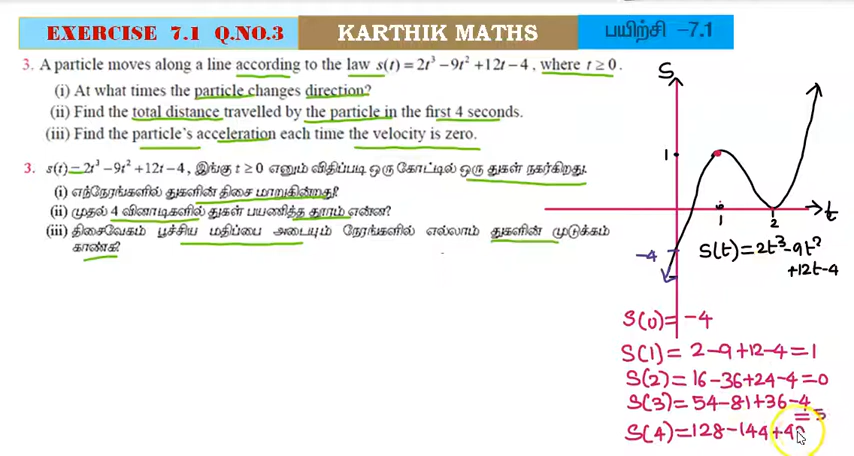 EXERCISE 7.1 Q.NO.3
KARTHIK MATHS
பயிற்சி -7.1
3. A particle moves along a line according to the law s(t) = 2t³ − 9t² + 12t − 4, where t ≥ 0.
(i) At what times the particle changes direction?
(ii) Find the total distance travelled by the particle in the first 4 seconds.
(iii) Find the particle's acceleration each time the velocity is zero.
3. s(t) = 2t³ − 9t² + 12t − 4, இங்கு t ≥ 0 எனும் விதிப்படி ஒரு கோட்டில் ஒரு துகள் நகர்கிறது.
(i) எந்நேரங்களில் துகளின் திசை மாறுகின்றது?
(ii) முதல் 4 வினாடிகளில் துகள் பயணித்த தூரம் என்ன?
(iii) திசைவேகம் பூச்சிய மதிப்பை அடையும் நேரங்களில் எல்லாம் துகளின் முடுக்கம்
காண்க?
S
1
t
1
2
-4
S(t)=2t³-9t²
+12t-4
S(0)= -4
S(1)= 2-9+12-4=1
S(2)=16-36+24-4=0
S(3)=54-81+36-4
=5
S(4)=128-144+4